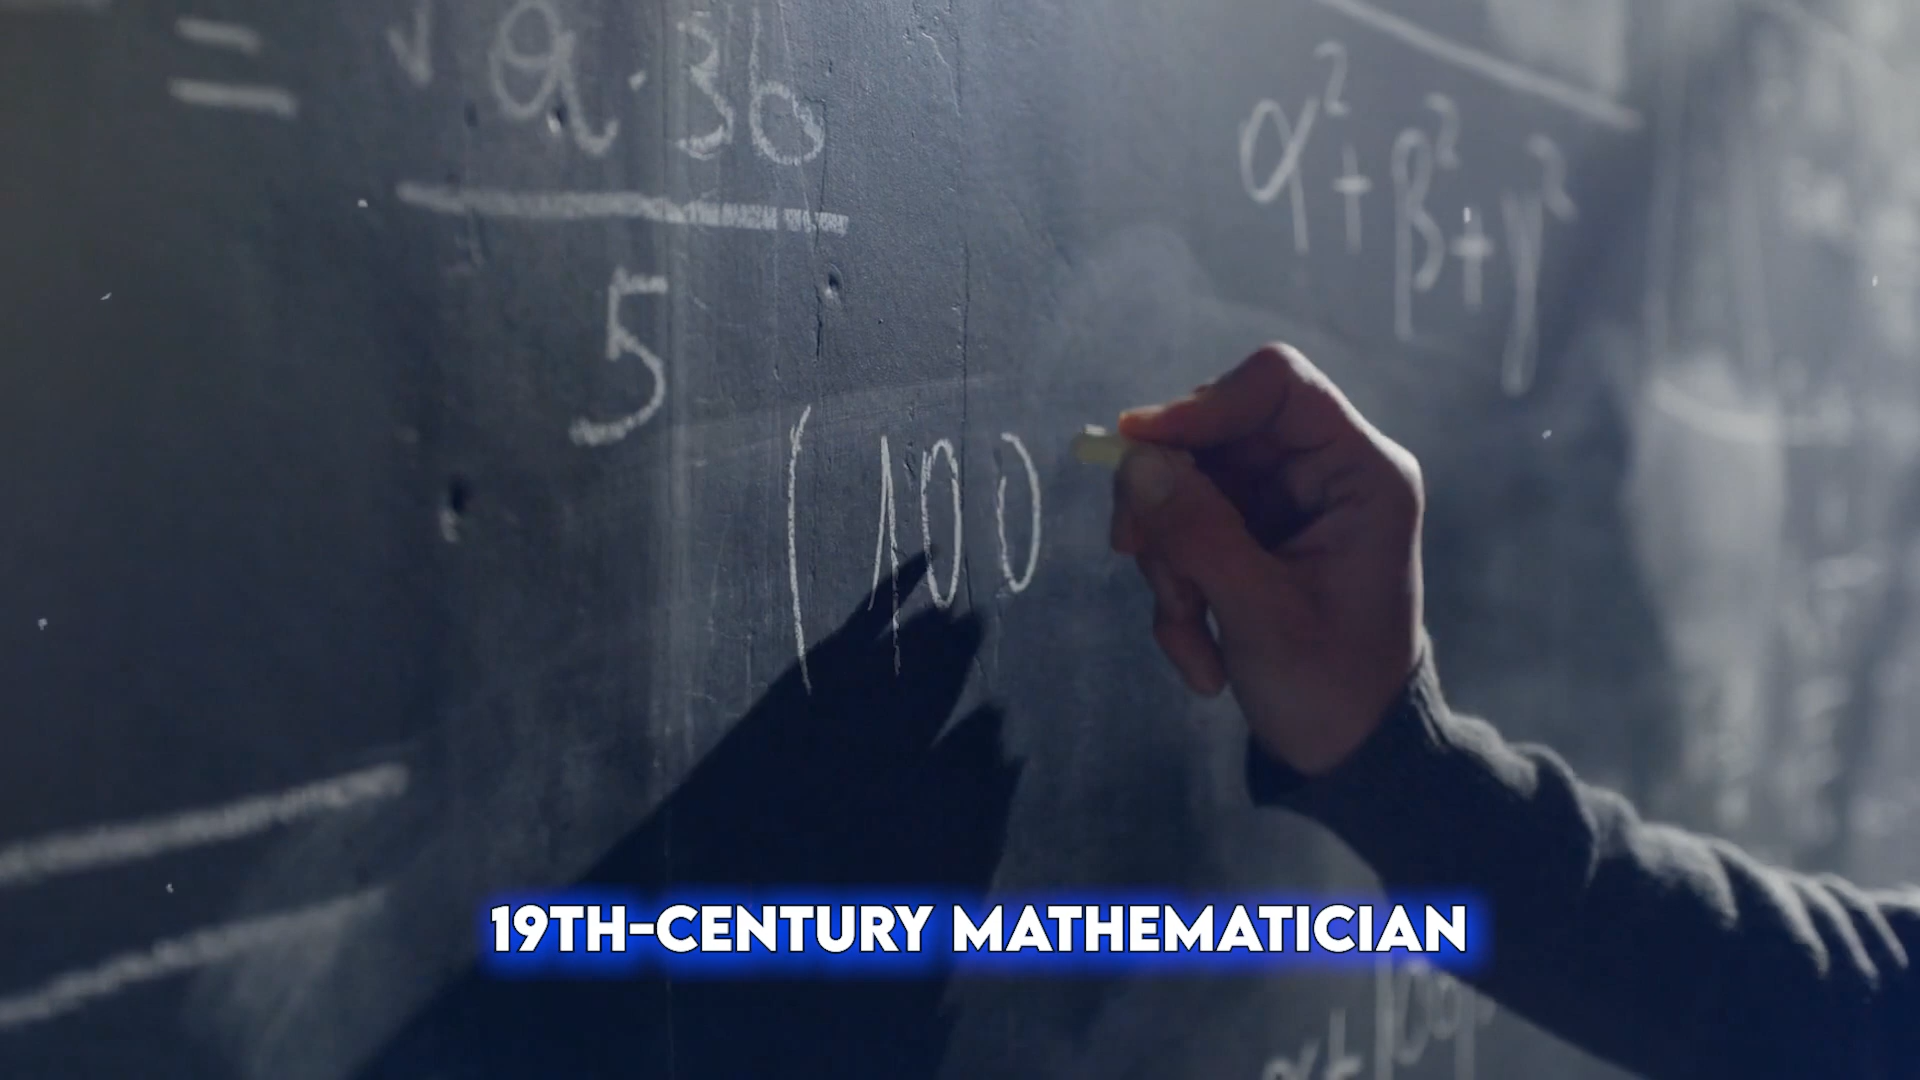 = √a·36
5
α²+β²+γ²
(100
19TH-CENTURY MATHEMATICIAN